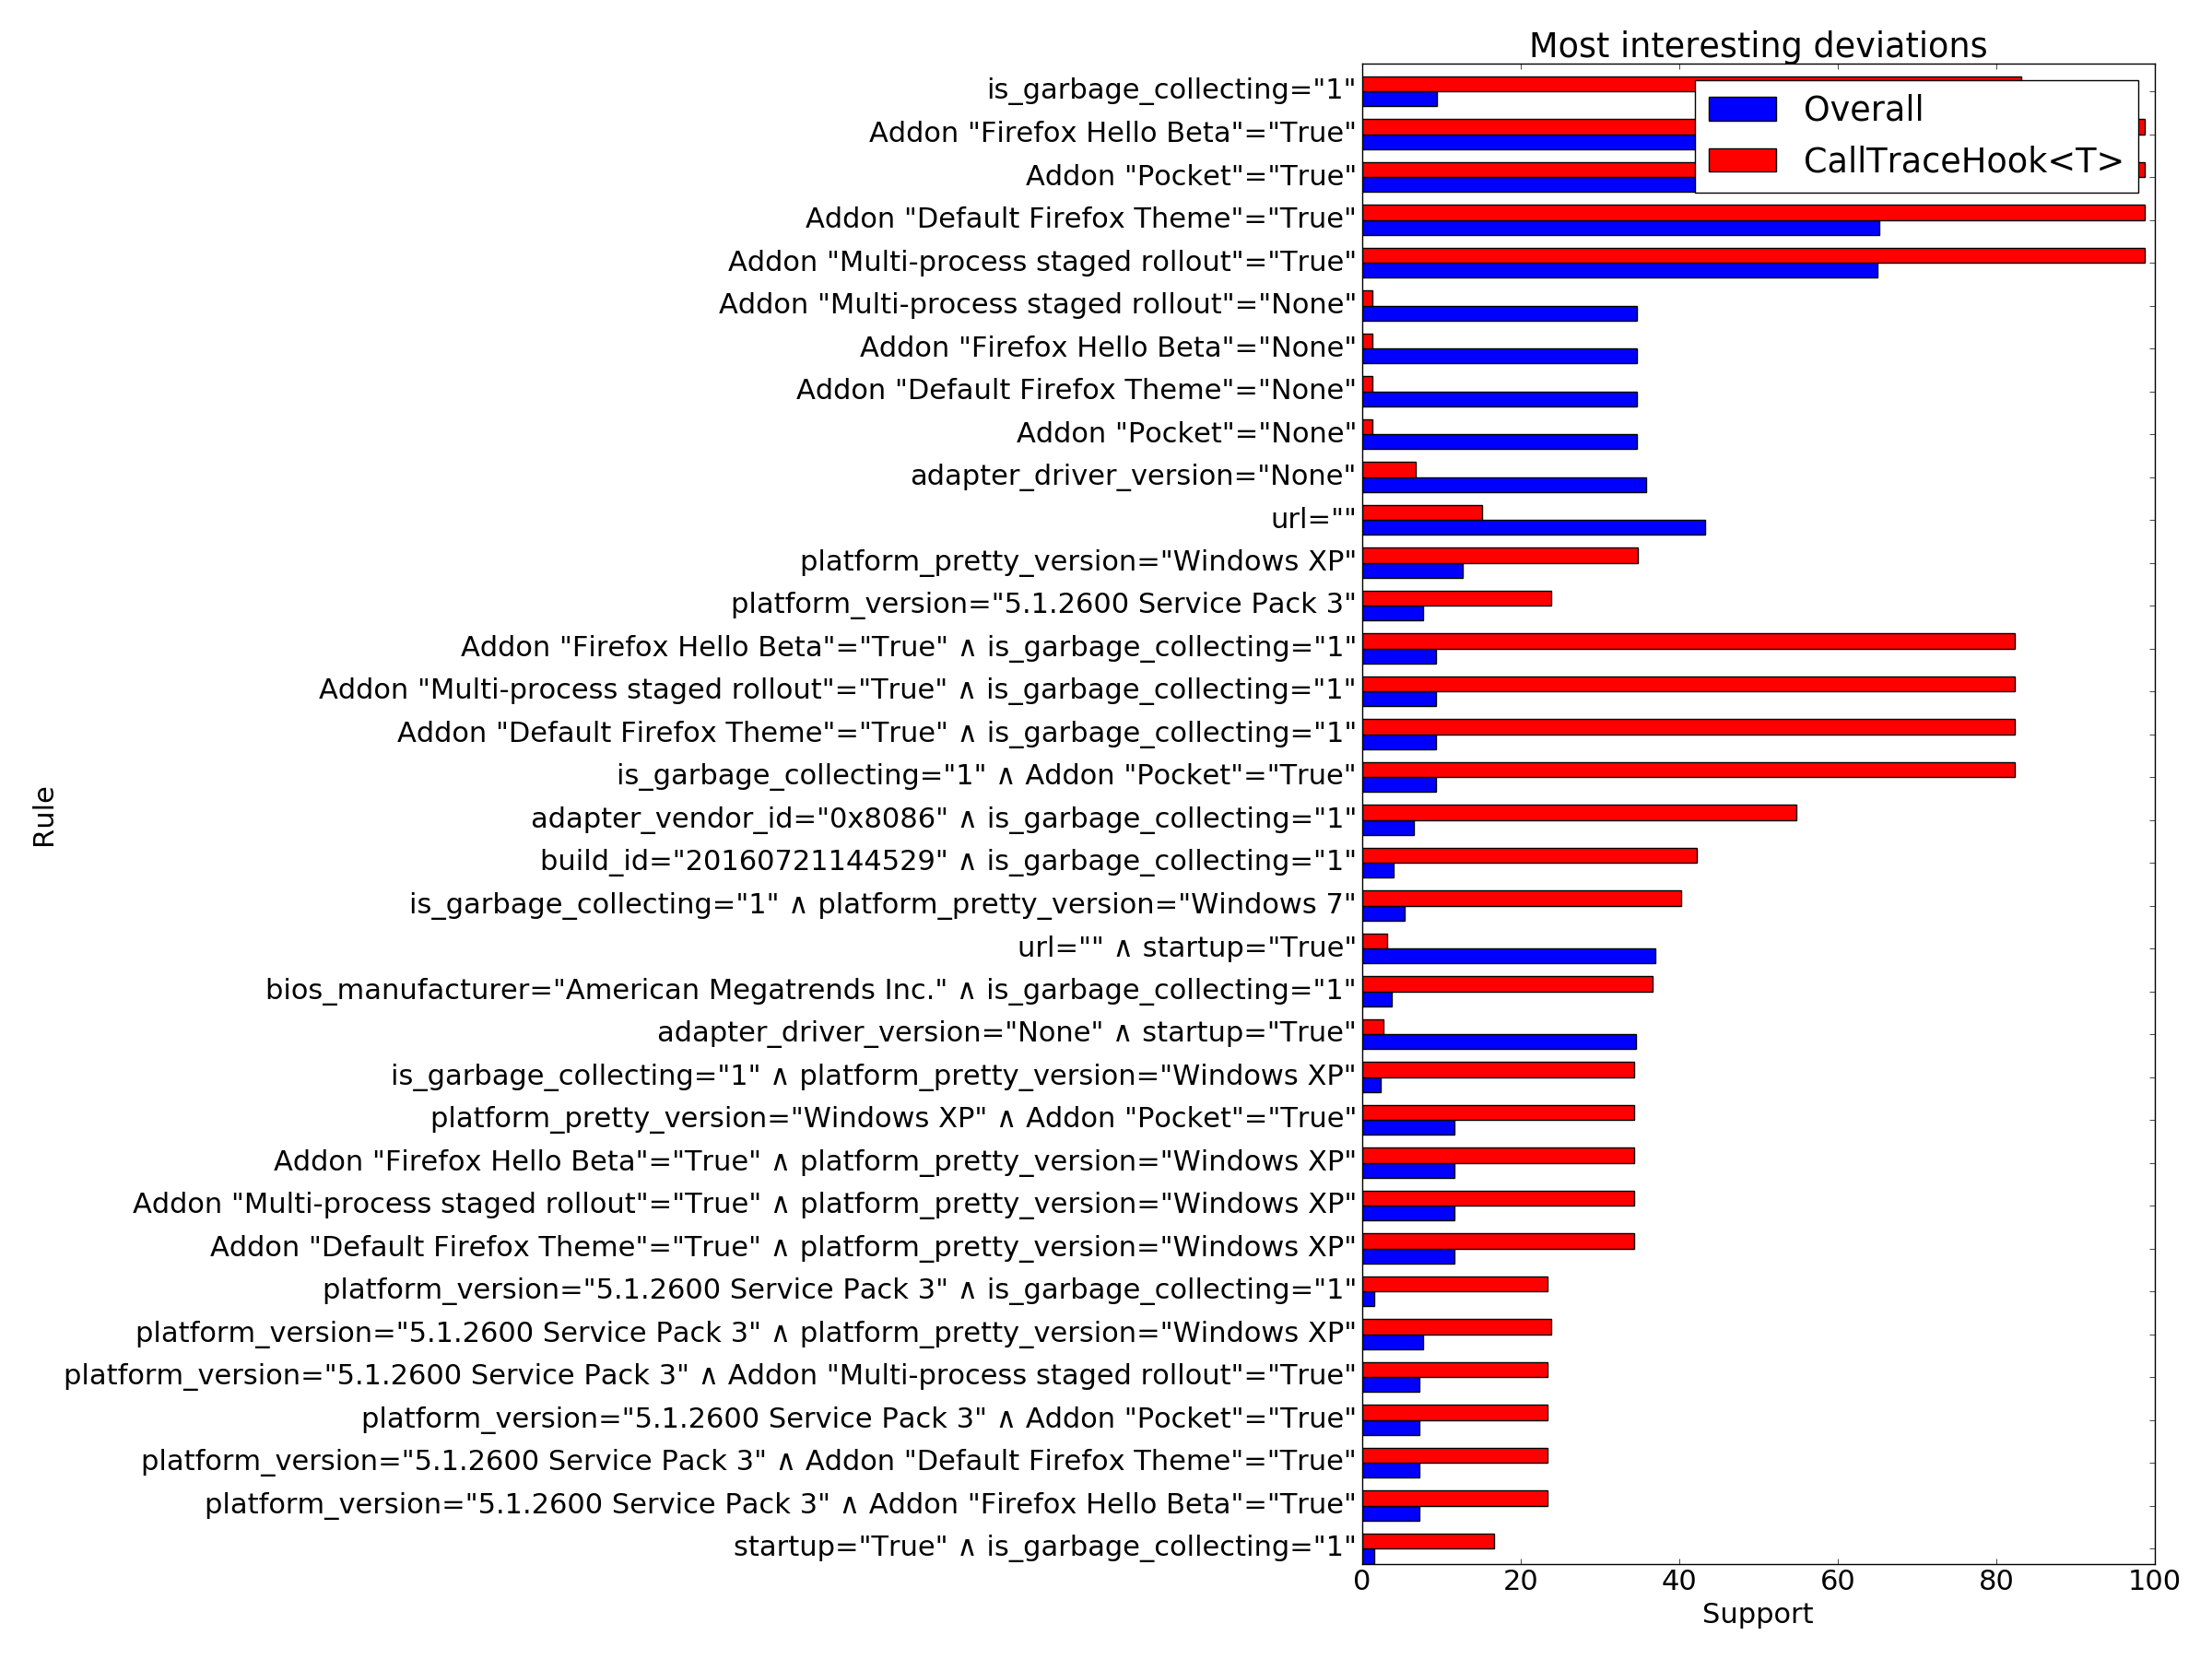 Most interesting deviations
is_garbage_collecting="1"
Addon "Firefox Hello Beta"="True"
Addon "Pocket"="True"
Addon "Default Firefox Theme"="True"
Addon "Multi-process staged rollout"="True"
Addon "Multi-process staged rollout"="None"
Addon "Firefox Hello Beta"="None"
Addon "Default Firefox Theme"="None"
Addon "Pocket"="None"
adapter_driver_version="None"
url=""
platform_pretty_version="Windows XP"
platform_version="5.1.2600 Service Pack 3"
Addon "Firefox Hello Beta"="True" ∧ is_garbage_collecting="1"
Addon "Multi-process staged rollout"="True" ∧ is_garbage_collecting="1"
Addon "Default Firefox Theme"="True" ∧ is_garbage_collecting="1"
is_garbage_collecting="1" ∧ Addon "Pocket"="True"
adapter_vendor_id="0x8086" ∧ is_garbage_collecting="1"
build_id="20160721144529" ∧ is_garbage_collecting="1"
is_garbage_collecting="1" ∧ platform_pretty_version="Windows 7"
url="" ∧ startup="True"
bios_manufacturer="American Megatrends Inc." ∧ is_garbage_collecting="1"
adapter_driver_version="None" ∧ startup="True"
is_garbage_collecting="1" ∧ platform_pretty_version="Windows XP"
platform_pretty_version="Windows XP" ∧ Addon "Pocket"="True"
Addon "Firefox Hello Beta"="True" ∧ platform_pretty_version="Windows XP"
Addon "Multi-process staged rollout"="True" ∧ platform_pretty_version="Windows XP"
Addon "Default Firefox Theme"="True" ∧ platform_pretty_version="Windows XP"
platform_version="5.1.2600 Service Pack 3" ∧ is_garbage_collecting="1"
platform_version="5.1.2600 Service Pack 3" ∧ platform_pretty_version="Windows XP"
platform_version="5.1.2600 Service Pack 3" ∧ Addon "Multi-process staged rollout"="True"
platform_version="5.1.2600 Service Pack 3" ∧ Addon "Pocket"="True"
platform_version="5.1.2600 Service Pack 3" ∧ Addon "Default Firefox Theme"="True"
platform_version="5.1.2600 Service Pack 3" ∧ Addon "Firefox Hello Beta"="True"
startup="True" ∧ is_garbage_collecting="1"
Rule
Overall
CallTraceHook<T>
0 20 40 60 80 100
Support